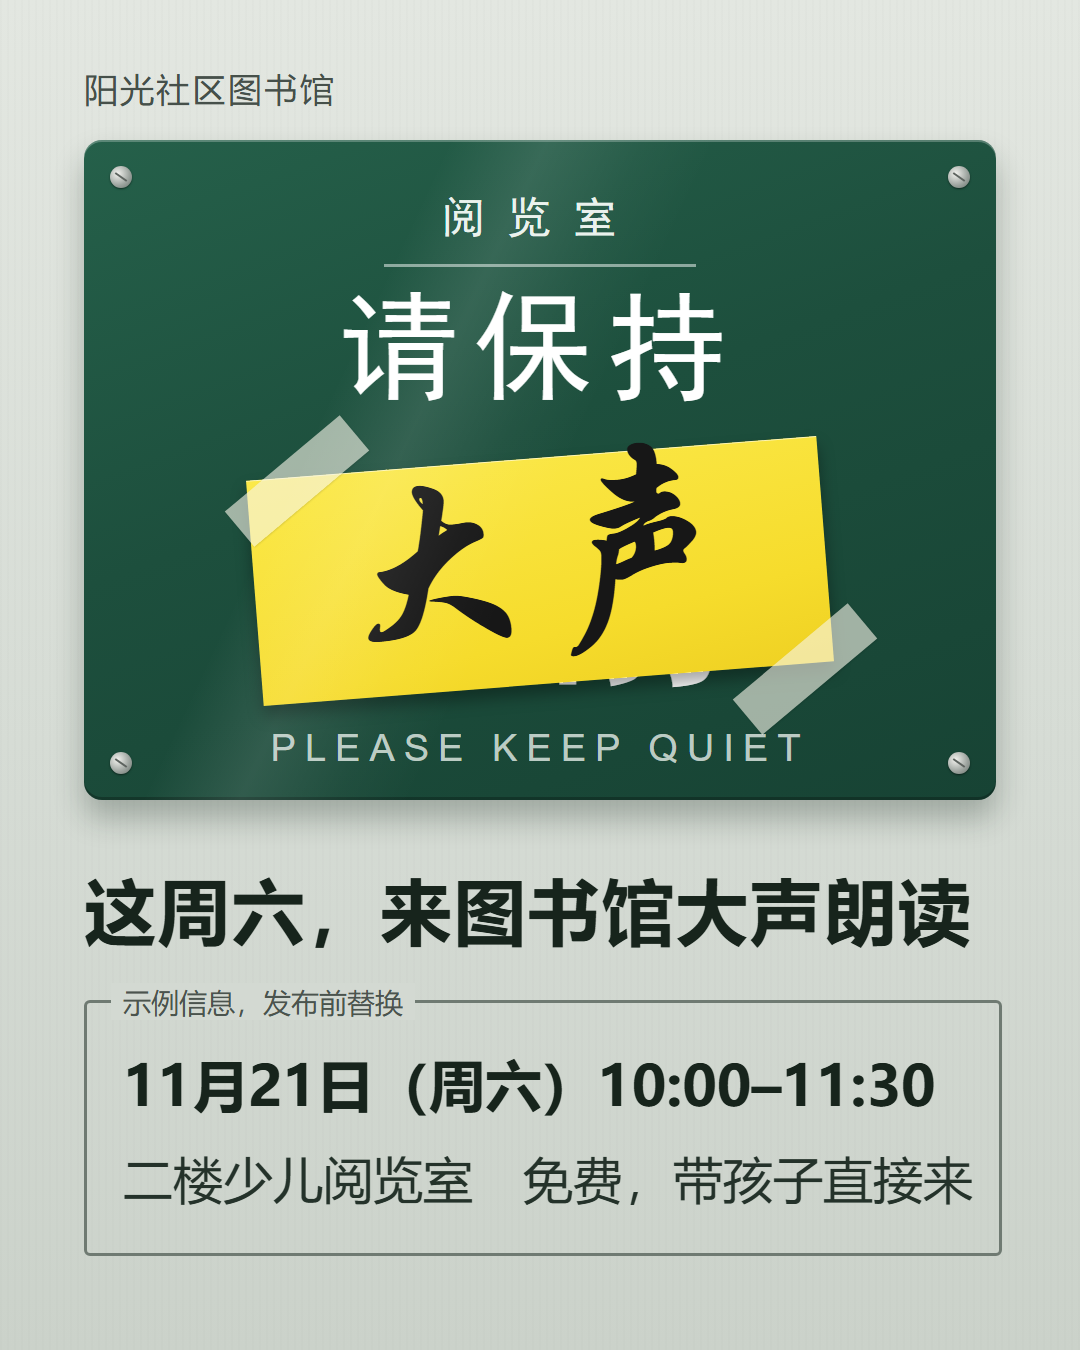 阳光社区图书馆
阅览室
请保持
大声
PLEASE KEEP QUIET
这周六，来图书馆大声朗读
示例信息，发布前替换
11月21日（周六）10:00–11:30
二楼少儿阅览室　免费，带孩子直接来